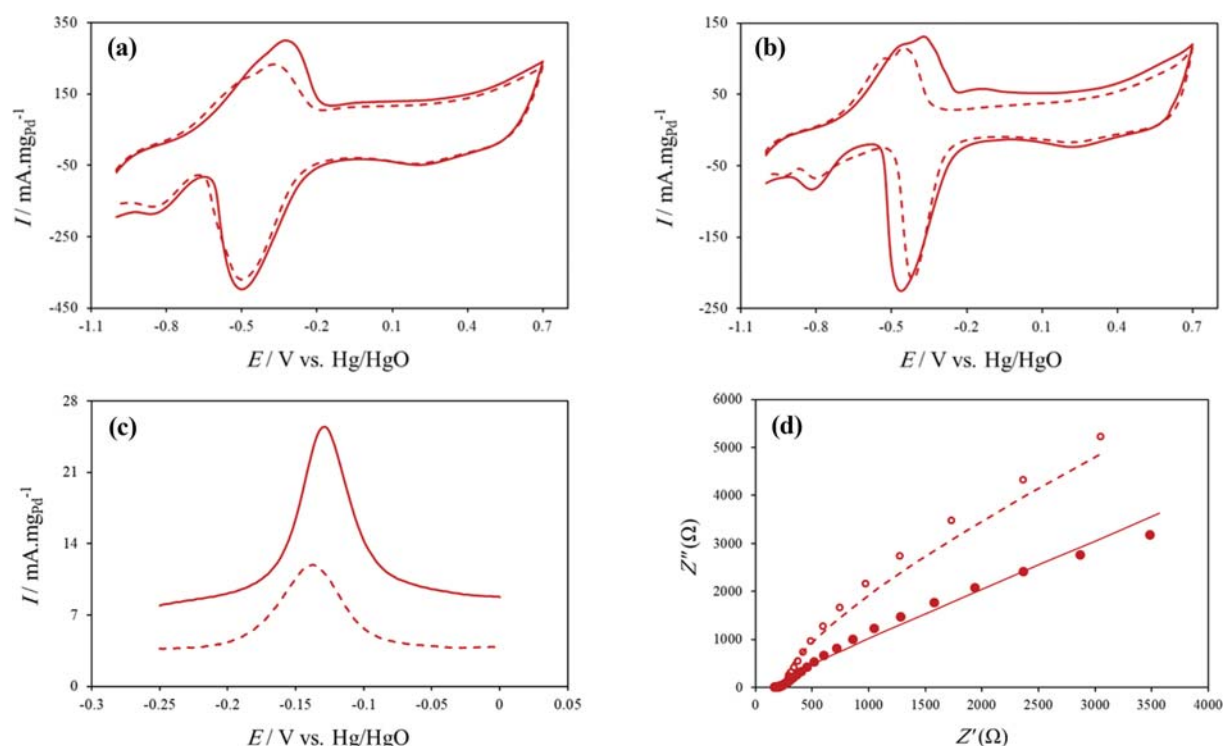 (a)
350
150
-50
-250
-450
I / mA.mgPd-1
-1.1 -0.8 -0.5 -0.2 0.1 0.4 0.7
E / V vs. Hg/HgO
(b)
150
50
-50
-150
-250
I / mA.mgPd-1
-1.1 -0.8 -0.5 -0.2 0.1 0.4 0.7
E / V vs. Hg/HgO
(c)
28
21
14
7
0
I / mA.mgPd-1
-0.3 -0.25 -0.2 -0.15 -0.1 -0.05 0 0.05
E / V vs. Hg/HgO
(d)
6000
5000
4000
3000
2000
1000
0
Z″(Ω)
0 500 1000 1500 2000 2500 3000 3500 4000
Z′(Ω)